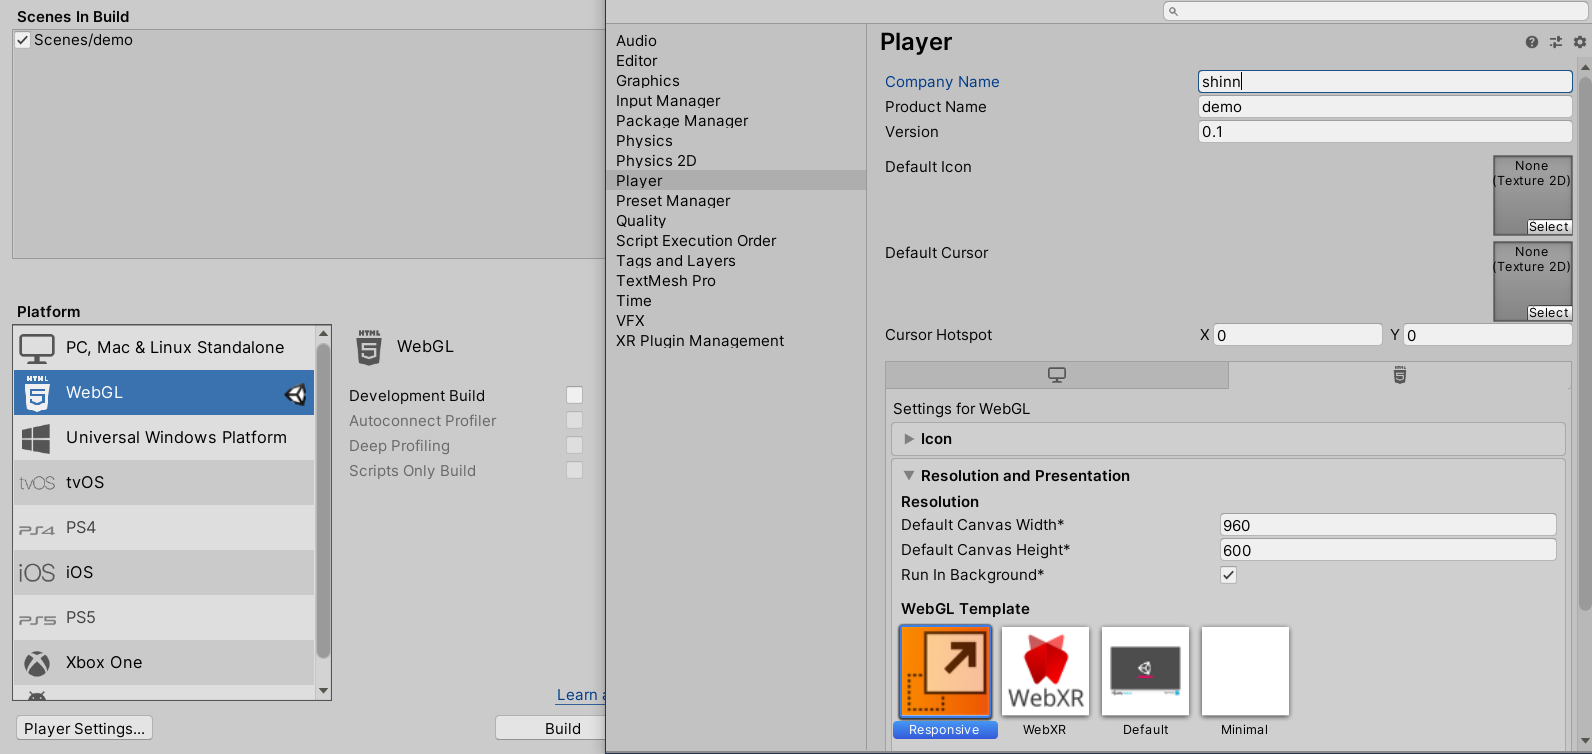 Scenes In Build
Scenes/demo
Platform
PC, Mac & Linux Standalone
HTML
5
WebGL
Universal Windows Platform
tvOS
tvOS
PS4
PS4
iOS
iOS
PS5
PS5
Xbox One
Player Settings...
HTML
5
WebGL
Development Build
Autoconnect Profiler
Deep Profiling
Scripts Only Build
Learn a
Build
Audio
Editor
Graphics
Input Manager
Package Manager
Physics
Physics 2D
Player
Preset Manager
Quality
Script Execution Order
Tags and Layers
TextMesh Pro
Time
VFX
XR Plugin Management
Player
Company Name
shinn
Product Name
demo
Version
0.1
Default Icon
None
(Texture 2D)
Select
Default Cursor
None
(Texture 2D)
Select
Cursor Hotspot
X 0
Y 0
Settings for WebGL
Icon
Resolution and Presentation
Resolution
Default Canvas Width*
960
Default Canvas Height*
600
Run In Background*
WebGL Template
WebXR
Responsive
WebXR
Default
Minimal